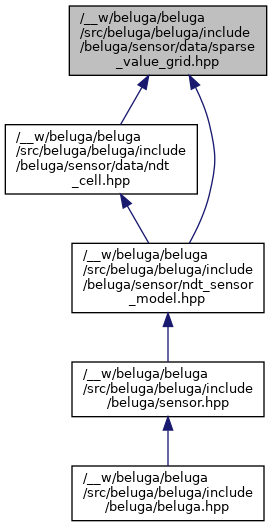 /__w/beluga/beluga
/src/beluga/beluga/include
/beluga/sensor/data/sparse
_value_grid.hpp
/__w/beluga/beluga
/src/beluga/beluga/include
/beluga/sensor/data/ndt
_cell.hpp
/__w/beluga/beluga
/src/beluga/beluga/include
/beluga/sensor/ndt_sensor
_model.hpp
/__w/beluga/beluga
/src/beluga/beluga/include
/beluga/sensor.hpp
/__w/beluga/beluga
/src/beluga/beluga/include
/beluga/beluga.hpp